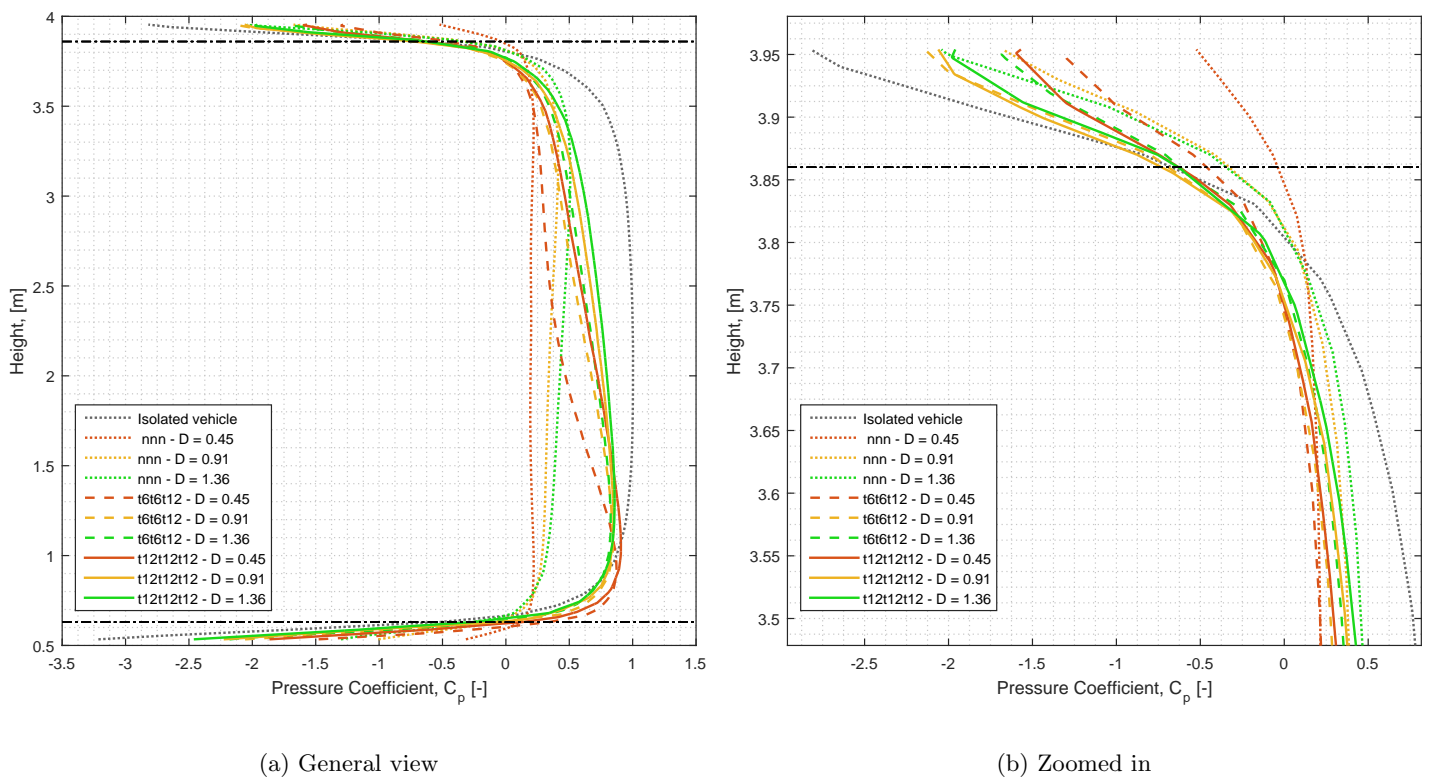 4
3.5
3
2.5
2
1.5
1
0.5
Height, [m]
Isolated vehicle
nnn - D = 0.45
nnn - D = 0.91
nnn - D = 1.36
t6t6t12 - D = 0.45
t6t6t12 - D = 0.91
t6t6t12 - D = 1.36
t12t12t12 - D = 0.45
t12t12t12 - D = 0.91
t12t12t12 - D = 1.36
-3.5 -3 -2.5 -2 -1.5 -1 -0.5 0 0.5 1 1.5
Pressure Coefficient, Cp [-]
(a) General view
3.95
3.9
3.85
3.8
3.75
3.7
3.65
3.6
3.55
3.5
Height, [m]
Isolated vehicle
nnn - D = 0.45
nnn - D = 0.91
nnn - D = 1.36
t6t6t12 - D = 0.45
t6t6t12 - D = 0.91
t6t6t12 - D = 1.36
t12t12t12 - D = 0.45
t12t12t12 - D = 0.91
t12t12t12 - D = 1.36
-2.5 -2 -1.5 -1 -0.5 0 0.5
Pressure Coefficient, Cp [-]
(b) Zoomed in